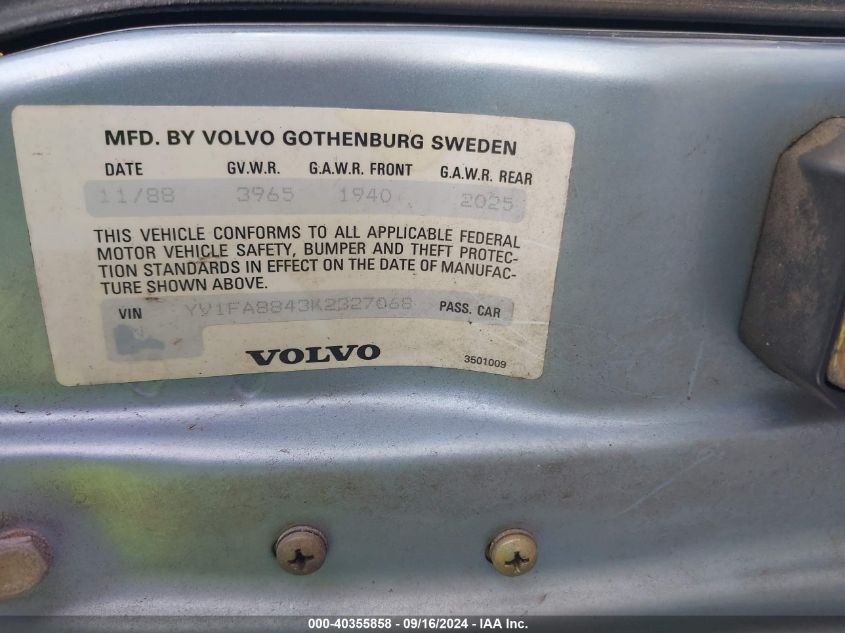 MFD. BY VOLVO GOTHENBURG SWEDEN
DATE GV.W.R. G.A.W.R. FRONT G.A.W.R. REAR
11/88 3965 1940 2025
THIS VEHICLE CONFORMS TO ALL APPLICABLE FEDERAL
MOTOR VEHICLE SAFETY, BUMPER AND THEFT PROTEC-
TION STANDARDS IN EFFECT ON THE DATE OF MANUFAC-
TURE SHOWN ABOVE.
VIN YV1FA8843K2327068 PASS. CAR
VOLVO
3501009
000-40355858 - 09/16/2024 - IAA Inc.